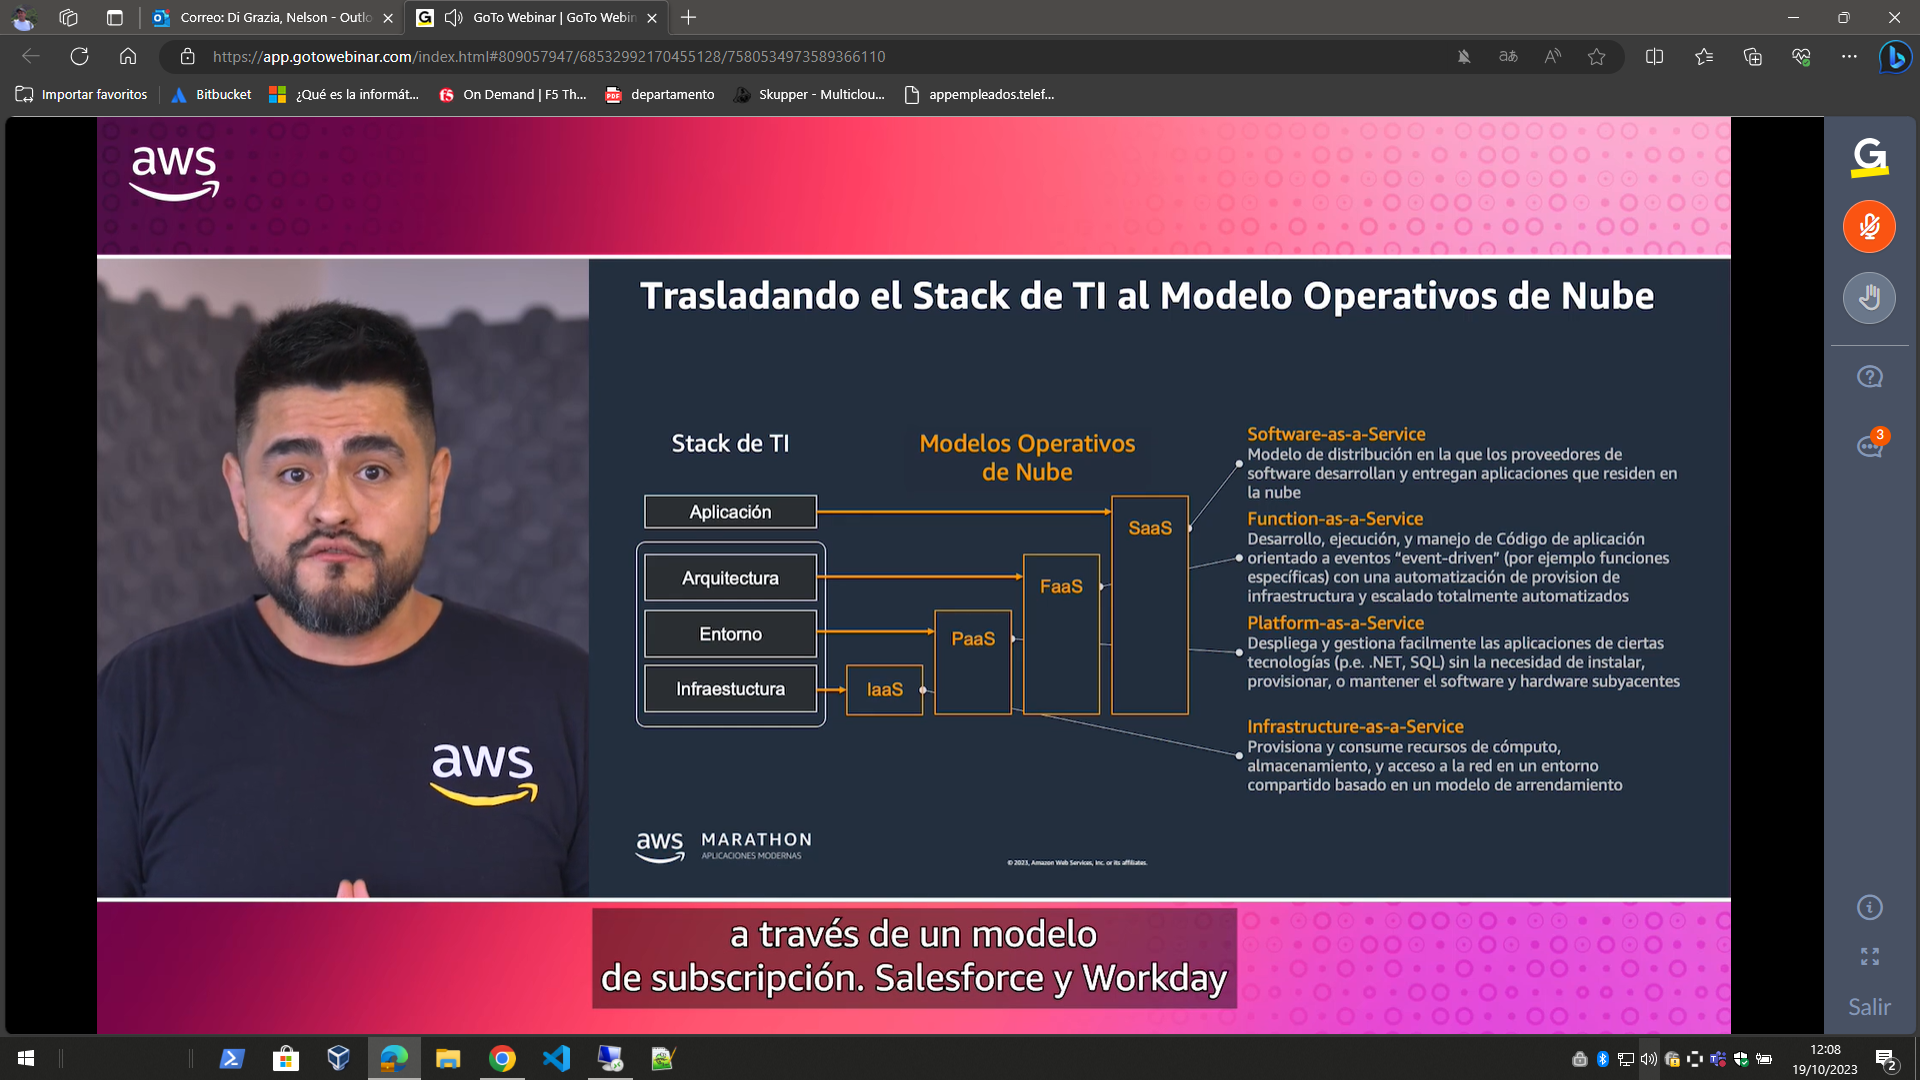 Correo: Di Grazia, Nelson - Outlo
GoTo Webinar | GoTo Webin
https://app.gotowebinar.com/index.html#809057947/68532992170455128/7580534973589366110
Importar favoritos
Bitbucket
¿Qué es la informát...
On Demand | F5 Th...
departamento
Skupper - Multiclou...
appempleados.telef...
aws
Trasladando el Stack de TI al Modelo Operativos de Nube
Stack de TI
Modelos Operativos
de Nube
Aplicación
Arquitectura
Entorno
Infraestuctura
IaaS
PaaS
FaaS
SaaS
Software-as-a-Service
Modelo de distribución en la que los proveedores de
software desarrollan y entregan aplicaciones que residen en
la nube
Function-as-a-Service
Desarrollo, ejecución, y manejo de Código de aplicación
orientado a eventos “event-driven” (por ejemplo funciones
específicas) con una automatización de provision de
infraestructura y escalado totalmente automatizados
Platform-as-a-Service
Despliega y gestiona facilmente las aplicaciones de ciertas
tecnologías (p.e. .NET, SQL) sin la necesidad de instalar,
provisionar, o mantener el software y hardware subyacentes
Infrastructure-as-a-Service
Provisiona y consume recursos de cómputo,
almacenamiento, y acceso a la red en un entorno
compartido basado en un modelo de arrendamiento
aws
aws MARATHON
APLICACIONES MODERNAS
© 2023, Amazon Web Services, Inc. or its affiliates.
a través de un modelo
de subscripción. Salesforce y Workday
G
3
Salir
12:08
19/10/2023
2